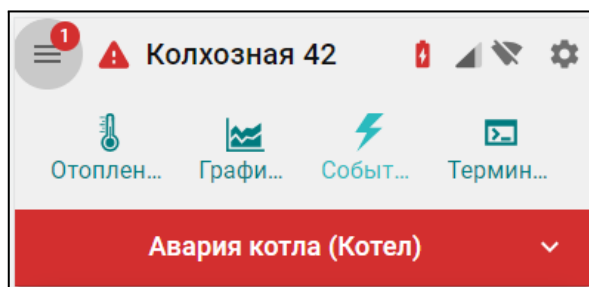 1
Колхозная 42
Отоплен... Графи... Событ... Термин...
Авария котла (Котел)